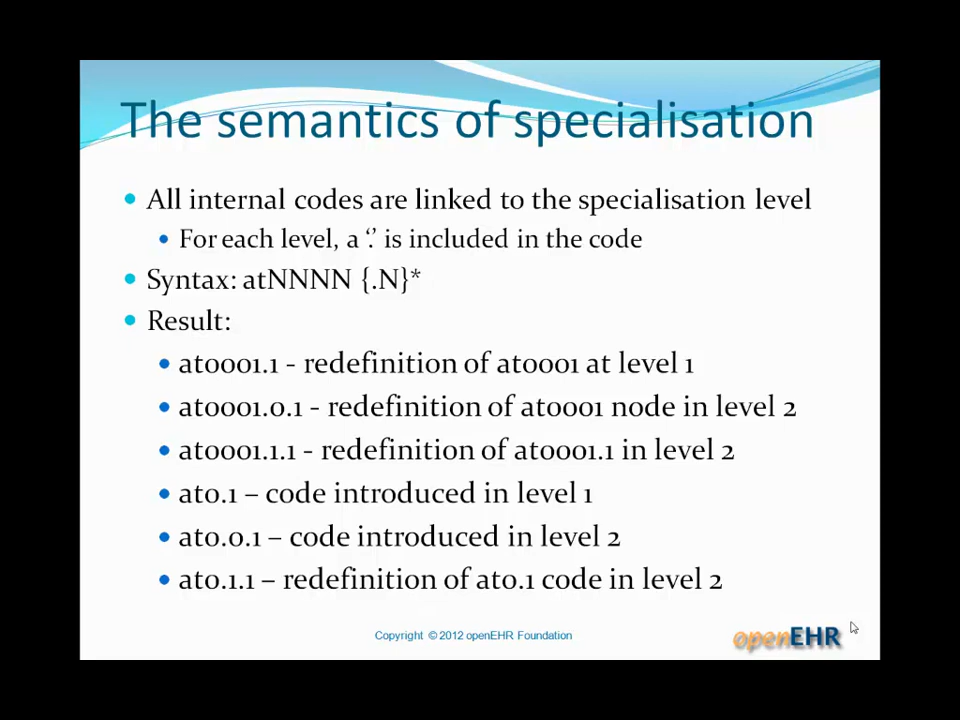 The semantics of specialisation
All internal codes are linked to the specialisation level
For each level, a ‘.’ is included in the code
Syntax: atNNNN {.N}*
Result:
at0001.1 - redefinition of at0001 at level 1
at0001.0.1 - redefinition of at0001 node in level 2
at0001.1.1 - redefinition of at0001.1 in level 2
at0.1 – code introduced in level 1
at0.0.1 – code introduced in level 2
at0.1.1 – redefinition of at0.1 code in level 2
Copyright © 2012 openEHR Foundation
openEHR